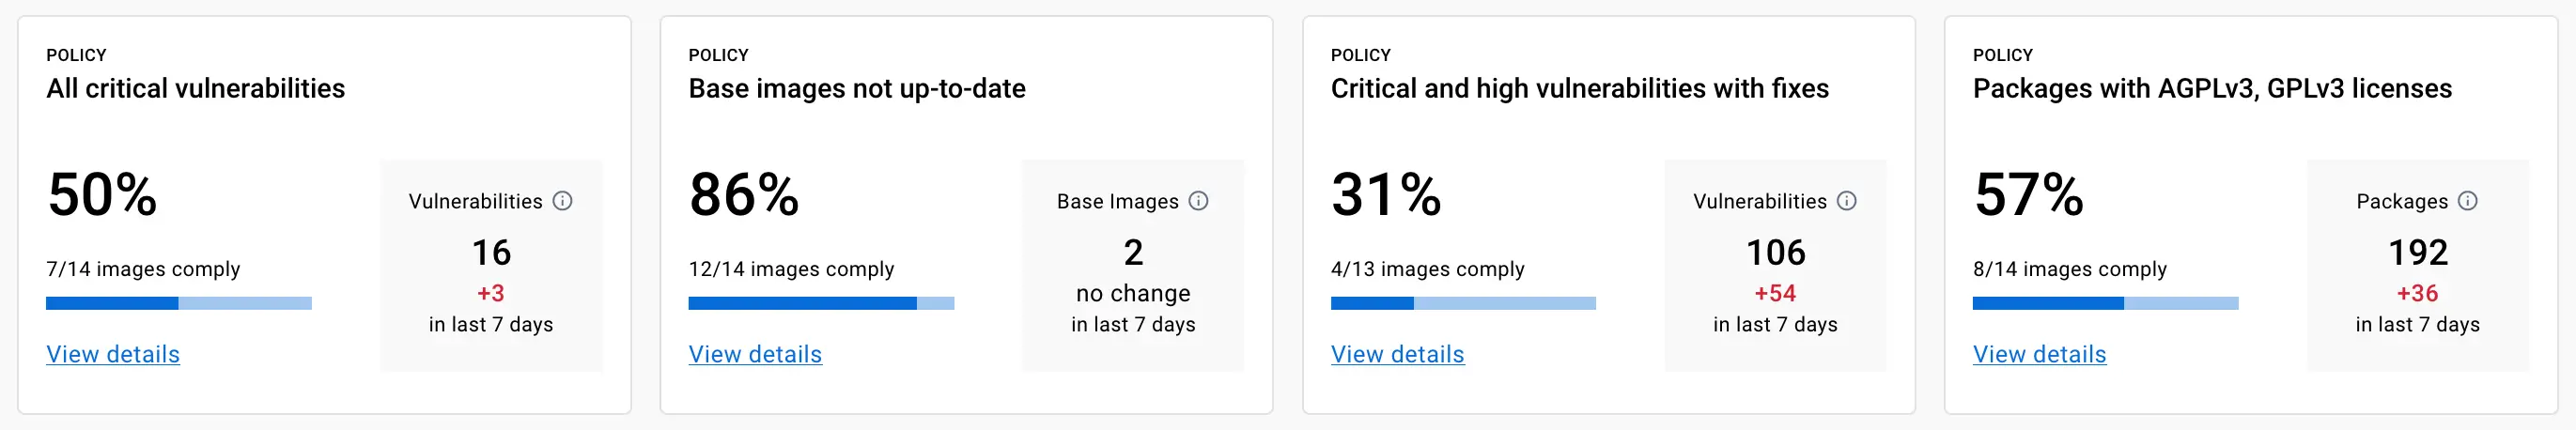 POLICY
All critical vulnerabilities
50%
7/14 images comply
View details
Vulnerabilities
16
+3
in last 7 days
POLICY
Base images not up-to-date
86%
12/14 images comply
View details
Base Images
2
no change
in last 7 days
POLICY
Critical and high vulnerabilities with fixes
31%
4/13 images comply
View details
Vulnerabilities
106
+54
in last 7 days
POLICY
Packages with AGPLv3, GPLv3 licenses
57%
8/14 images comply
View details
Packages
192
+36
in last 7 days